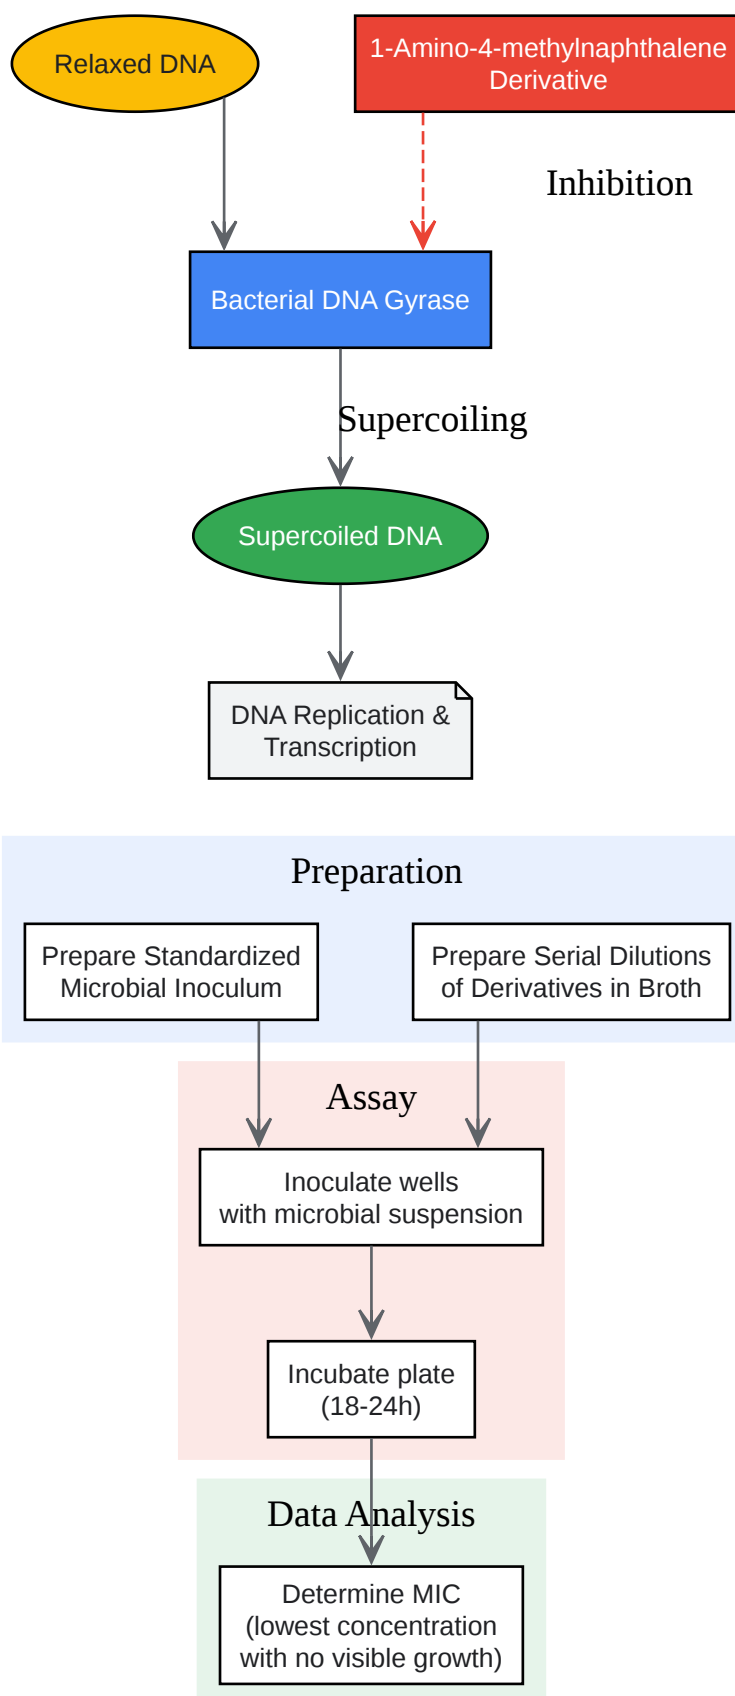 Relaxed DNA
1-Amino-4-methylnaphthalene
Derivative
Inhibition
Bacterial DNA Gyrase
Supercoiling
Supercoiled DNA
DNA Replication &
Transcription
Preparation
Prepare Standardized
Microbial Inoculum
Prepare Serial Dilutions
of Derivatives in Broth
Assay
Inoculate wells
with microbial suspension
Incubate plate
(18-24h)
Data Analysis
Determine MIC
(lowest concentration
with no visible growth)